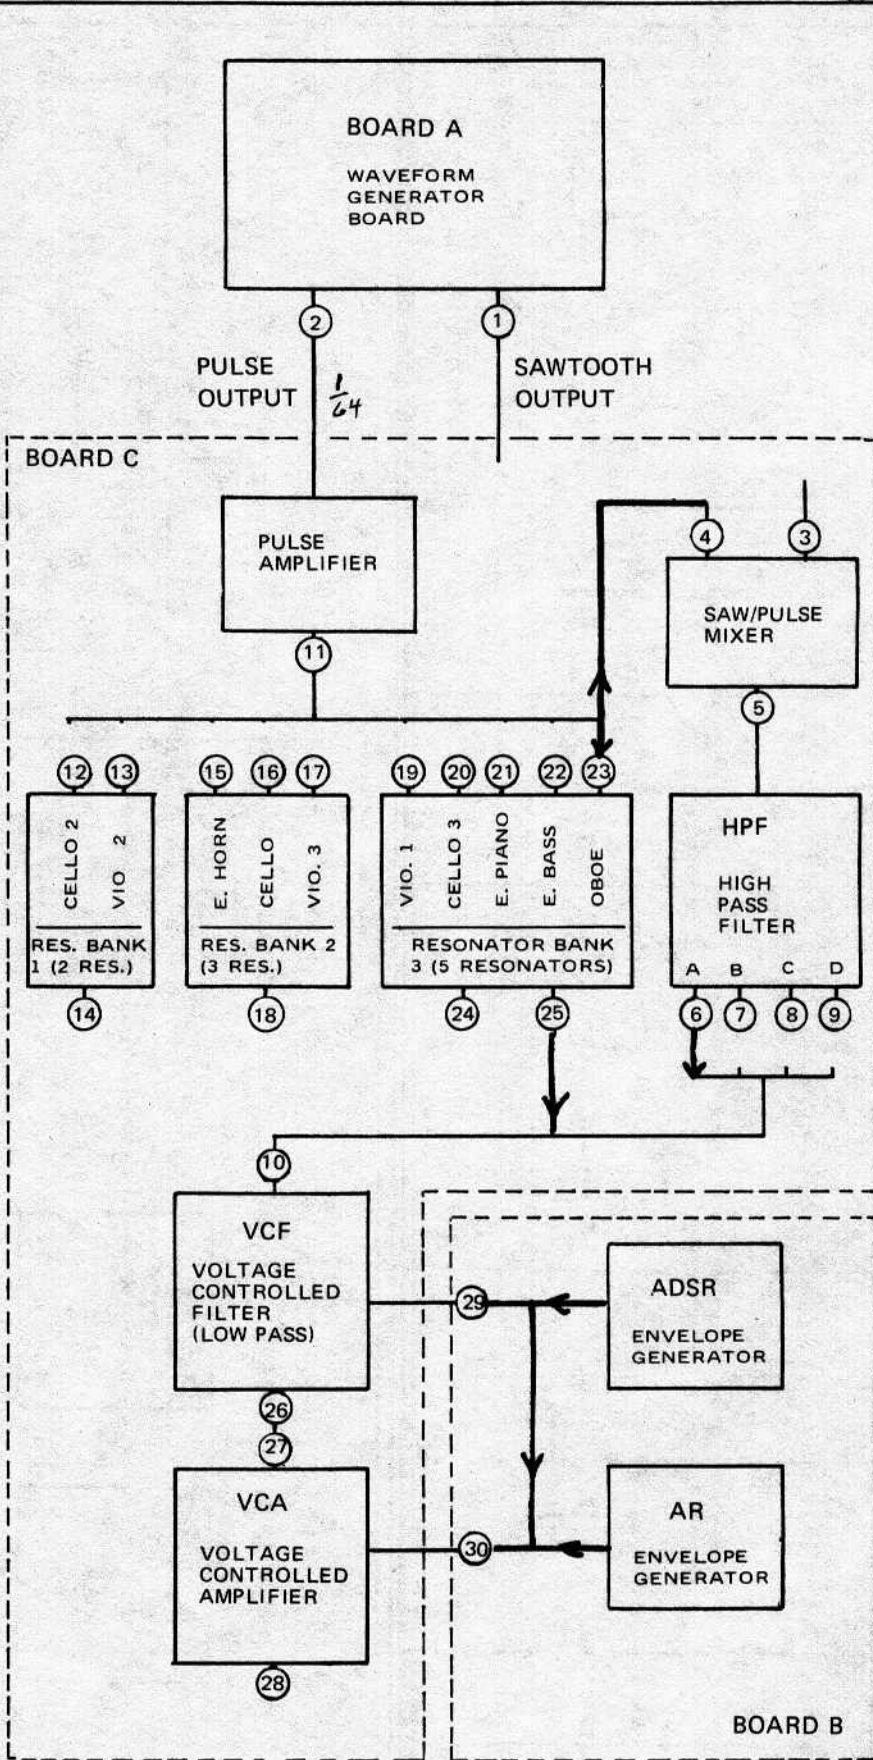 BOARD A
WAVEFORM
GENERATOR
BOARD
2
1
PULSE
OUTPUT
1/64
SAWTOOTH
OUTPUT
BOARD C
PULSE
AMPLIFIER
11
4
3
SAW/PULSE
MIXER
5
12
13
CELLO 2
VIO 2
RES. BANK
1 (2 RES.)
14
15
16
17
E. HORN
CELLO
VIO. 3
RES. BANK 2
(3 RES.)
18
19
20
21
22
23
VIO. 1
CELLO 3
E. PIANO
E. BASS
OBOE
RESONATOR BANK
3 (5 RESONATORS)
24
25
HPF
HIGH
PASS
FILTER
A B C D
6
7
8
9
10
VCF
VOLTAGE
CONTROLLED
FILTER
(LOW PASS)
29
ADSR
ENVELOPE
GENERATOR
26
27
VCA
VOLTAGE
CONTROLLED
AMPLIFIER
30
AR
ENVELOPE
GENERATOR
28
BOARD B